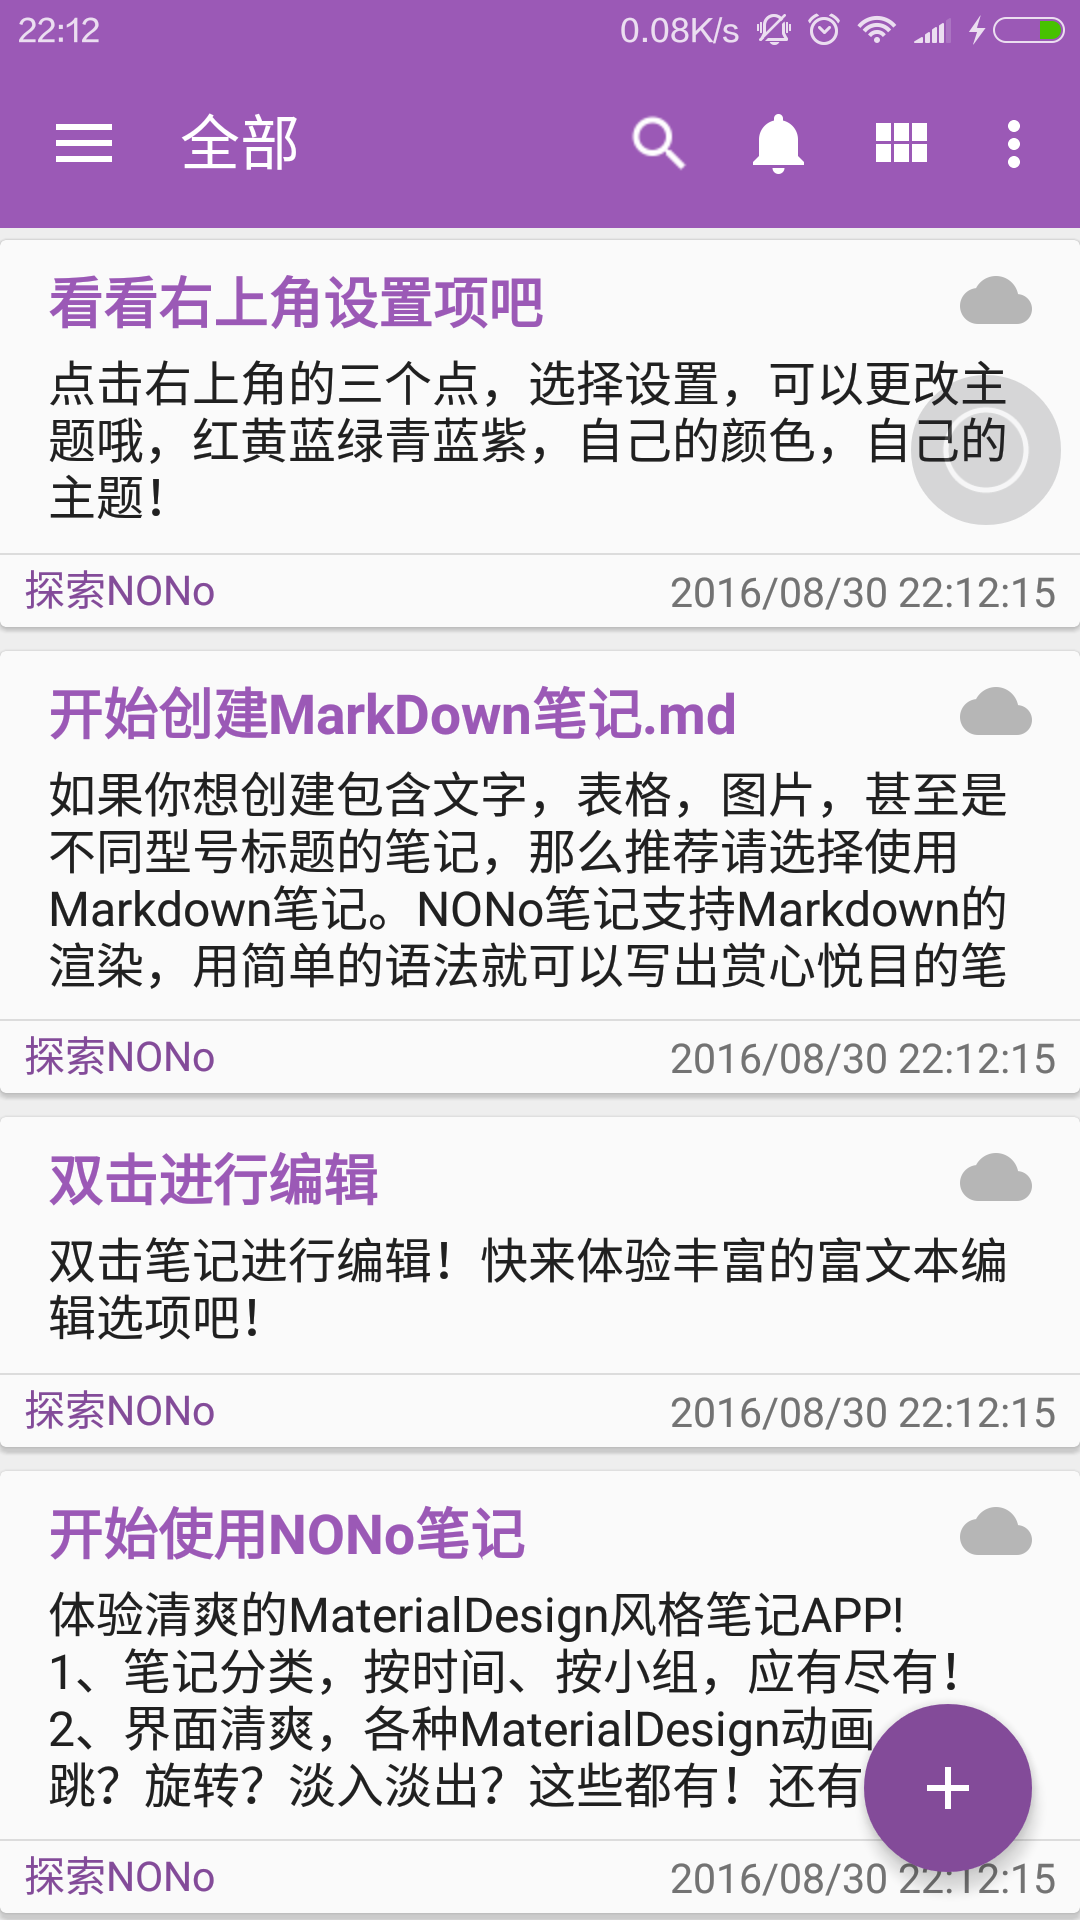 22:12
0.08K/s
全部
看看右上角设置项吧
点击右上角的三个点，选择设置，可以更改主
题哦，红黄蓝绿青蓝紫，自己的颜色，自己的
主题！
探索NONo
2016/08/30 22:12:15
开始创建MarkDown笔记.md
如果你想创建包含文字，表格，图片，甚至是
不同型号标题的笔记，那么推荐请选择使用
Markdown笔记。NONo笔记支持Markdown的
渲染，用简单的语法就可以写出赏心悦目的笔
探索NONo
2016/08/30 22:12:15
双击进行编辑
双击笔记进行编辑！快来体验丰富的富文本编
辑选项吧！
探索NONo
2016/08/30 22:12:15
开始使用NONo笔记
体验清爽的MaterialDesign风格笔记APP!
1、笔记分类，按时间、按小组，应有尽有！
2、界面清爽，各种MaterialDesign动画
跳？旋转？淡入淡出？这些都有！还有
探索NONo
2016/08/30 22:12:15